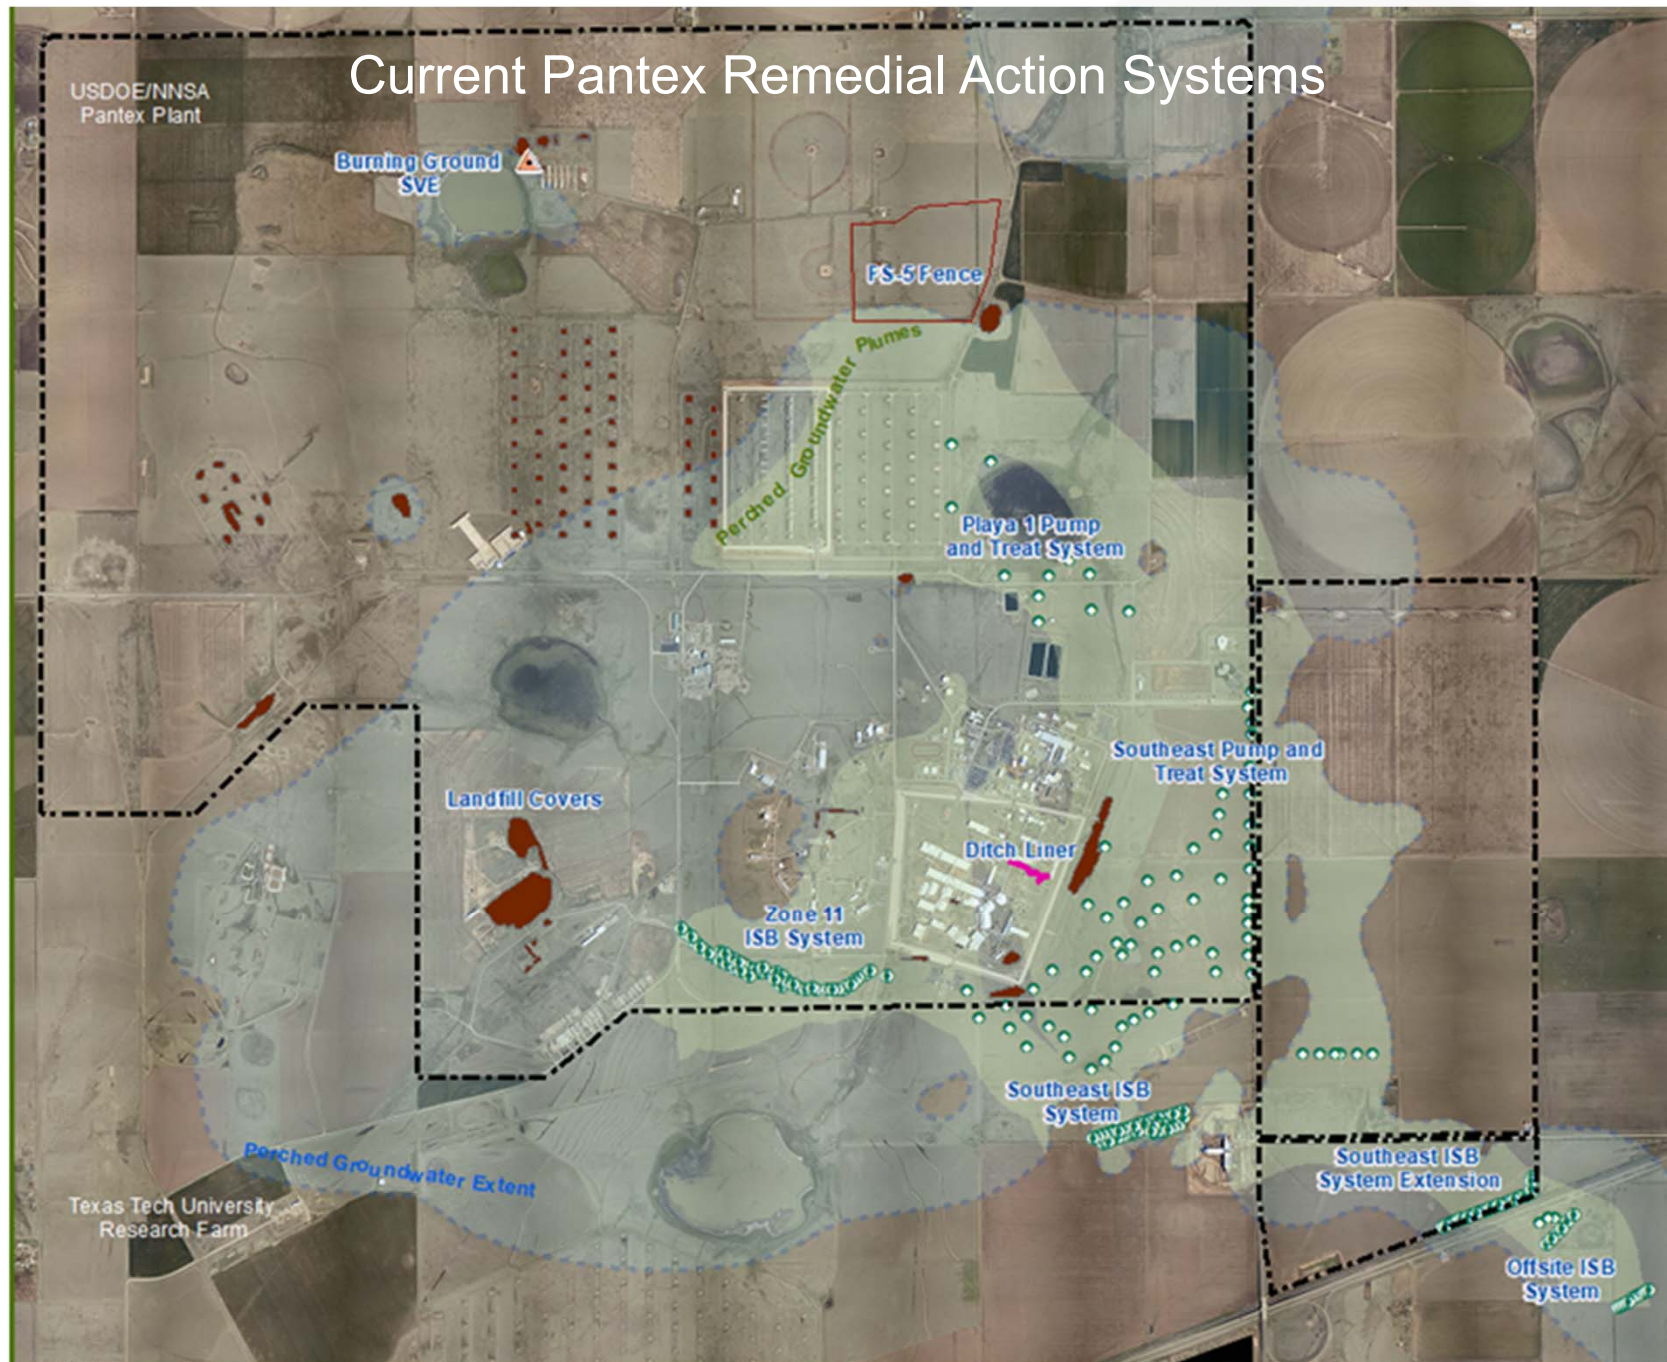 Current Pantex Remedial Action Systems
USDOE/NNSA
Pantex Plant
Burning Ground
SVE
FS-5 Fence
Perched Groundwater Plumes
Playa 1 Pump
and Treat System
Southeast Pump and
Treat System
Landfill Covers
Ditch Liner
Zone 11
ISB System
Southeast ISB
System
Perched Groundwater Extent
Southeast ISB
System Extension
Texas Tech University
Research Farm
Offsite ISB
System